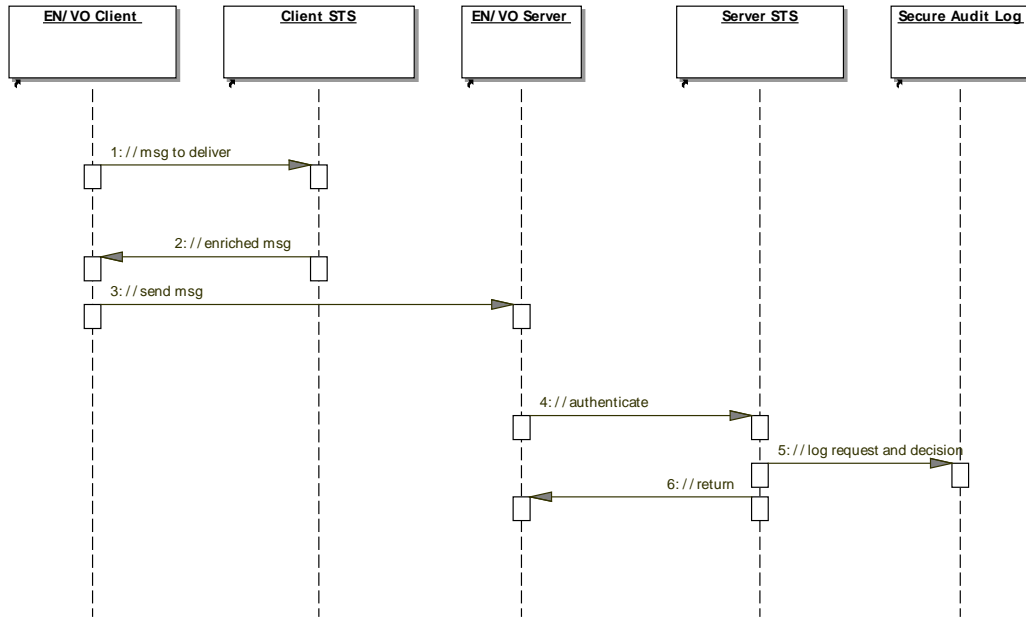 EN/VO Client
Client STS
EN/VO Server
Server STS
Secure Audit Log
1: //msg to deliver
2: //enriched msg
3: //send msg
4: //authenticate
5: //log request and decision
6: //return